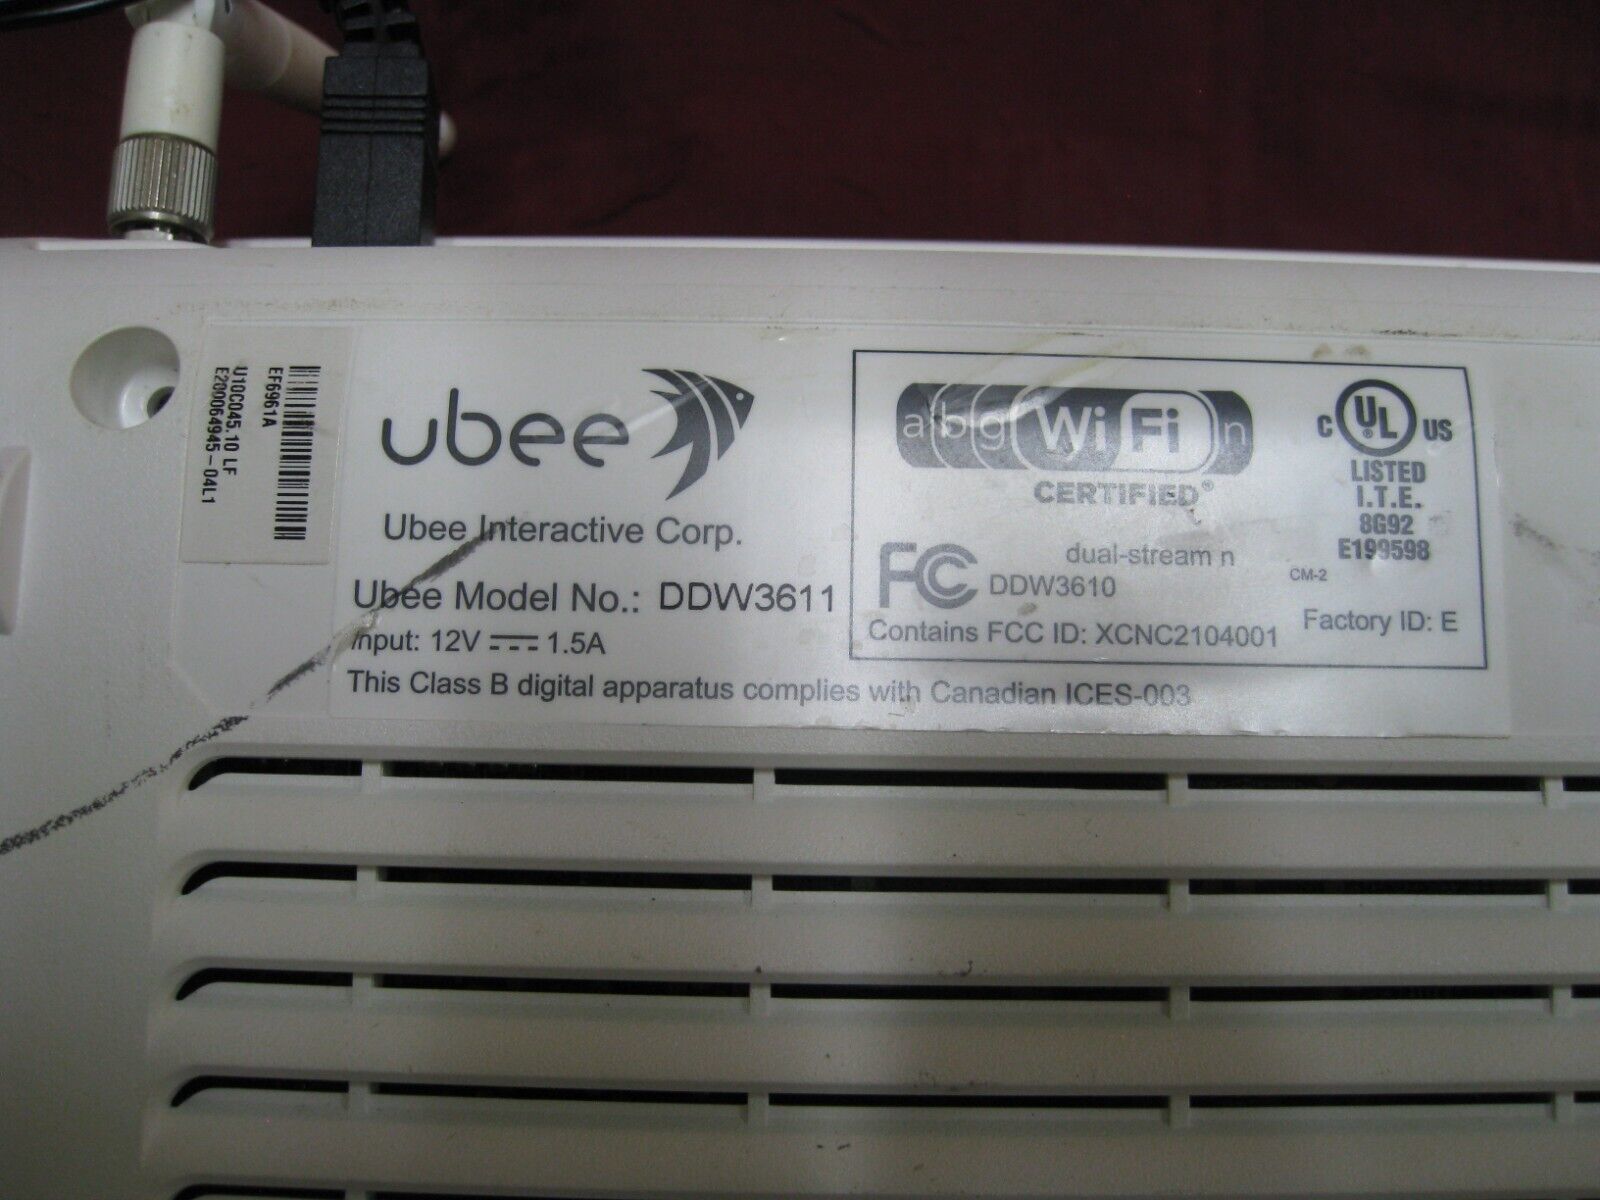 EF6961A
U10C045.10 LF
E200064945-04L1
ubee
Ubee Interactive Corp.
Ubee Model No.: DDW3611
Input: 12V 1.5A
This Class B digital apparatus complies with Canadian ICES-003
a b g Wi Fi n
CERTIFIED®
dual-stream n
FC DDW3610
Contains FCC ID: XCNC2104001
C UL US
LISTED
I.T.E.
8G92
E199598
CM-2
Factory ID: E